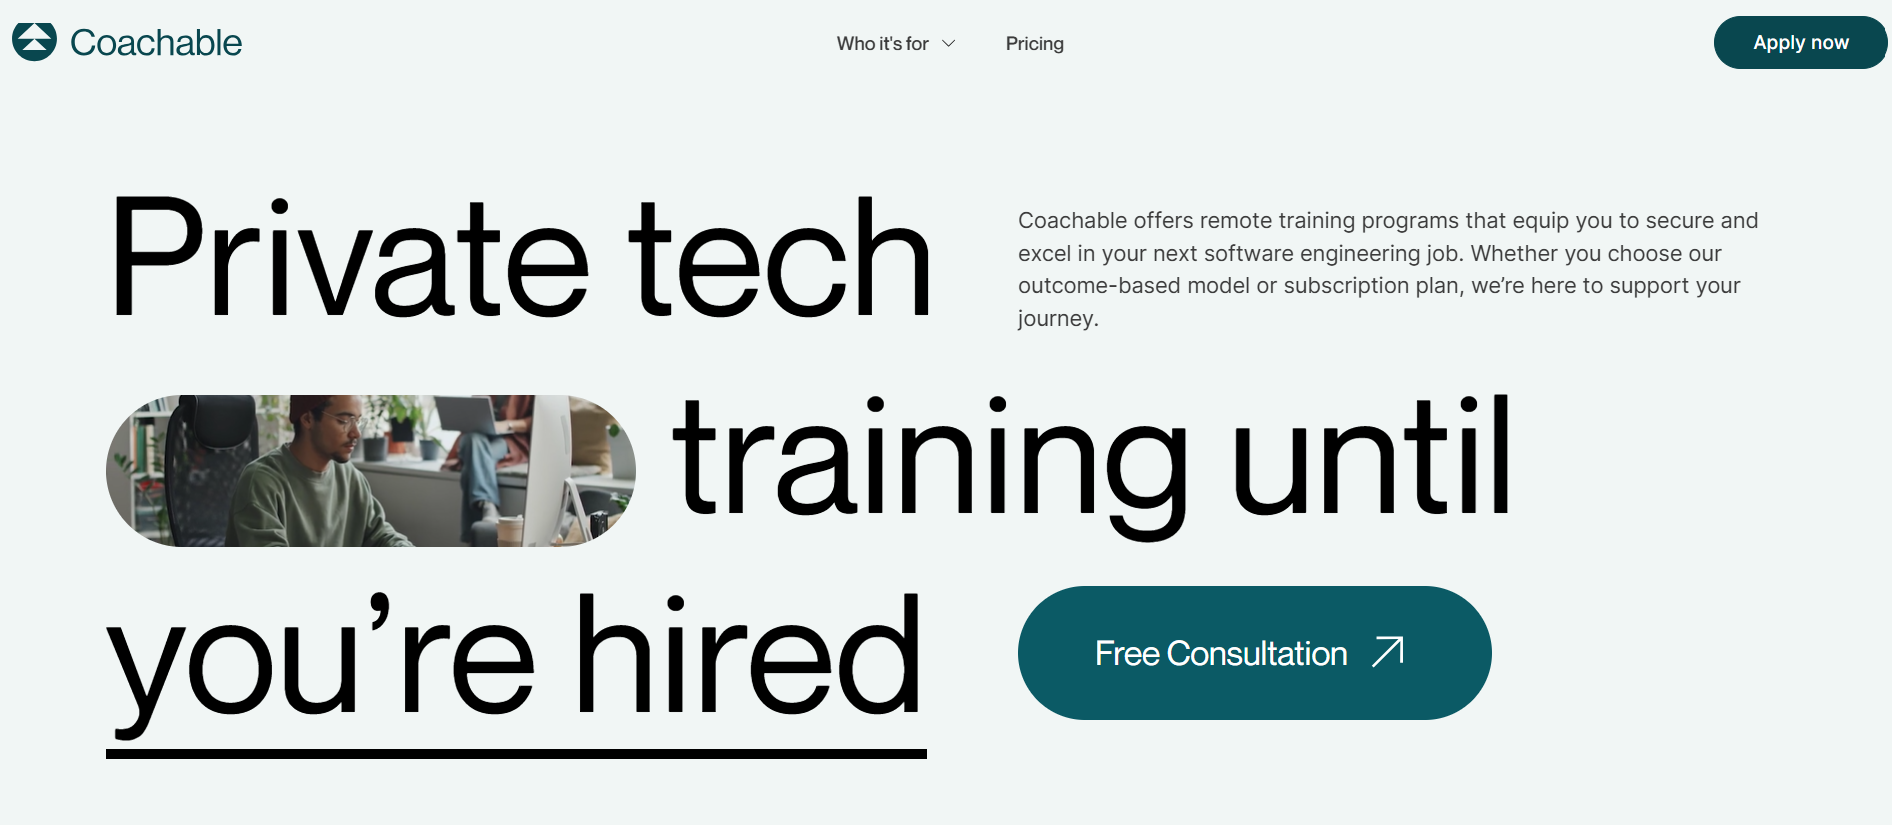 Coachable
Who it's for
Pricing
Apply now
Private tech
Coachable offers remote training programs that equip you to secure and
excel in your next software engineering job. Whether you choose our
outcome-based model or subscription plan, we’re here to support your
journey.
training until
you’re hired
Free Consultation